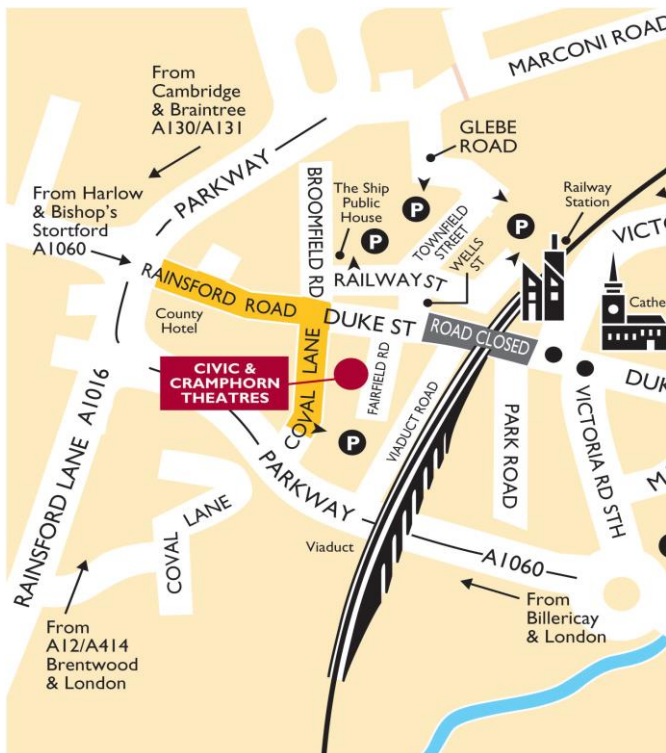 MARCONI ROAD
From
Cambridge
& Braintree
A130/A131
GLEBE
ROAD
PARKWAY
BROOMFIELD RD
The Ship
Public
House
P
P
P
TOWNFIELD
STREET
Railway
Station
From Harlow
& Bishop's
Stortford
A1060
WELLS
ST
RAILWAY ST
VICTO
RAINSFORD ROAD
County
Hotel
DUKE ST
ROAD CLOSED
Cathe
DUK
CIVIC &
CRAMPHORN
THEATRES
COVAL LANE
FAIRFIELD RD
VIADUCT ROAD
PARK ROAD
VICTORIA RD STH
P
RAINSFORD LANE A1016
PARKWAY
M
COVAL LANE
Viaduct
A1060
From
A12/A414
Brentwood
& London
From
Billericay
& London